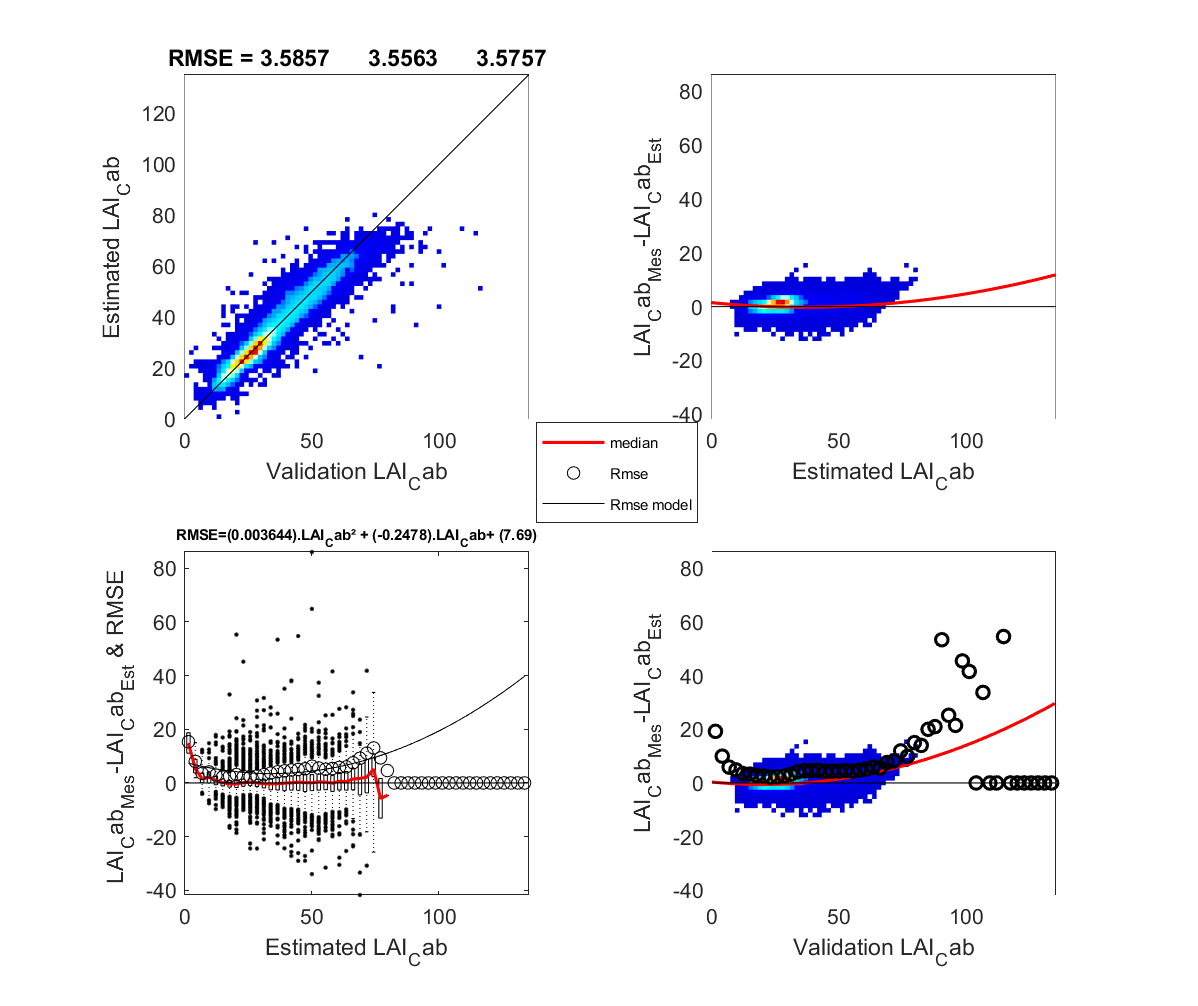 RMSE = 3.5857 3.5563 3.5757
120
100
80
60
40
20
0
Estimated LAI_Cab
0 50 100
Validation LAI_Cab
80
60
40
20
0
-20
-40
LAI_Cab_Mes-LAI_Cab_Est
0 50 100
Estimated LAI_Cab
median
Rmse
Rmse model
RMSE=(0.003644).LAI_Cab² + (-0.2478).LAI_Cab+ (7.69)
80
60
40
20
0
-20
-40
LAI_Cab_Mes-LAI_Cab_Est & RMSE
0 50 100
Estimated LAI_Cab
80
60
40
20
0
-20
-40
LAI_Cab_Mes-LAI_Cab_Est
0 50 100
Validation LAI_Cab